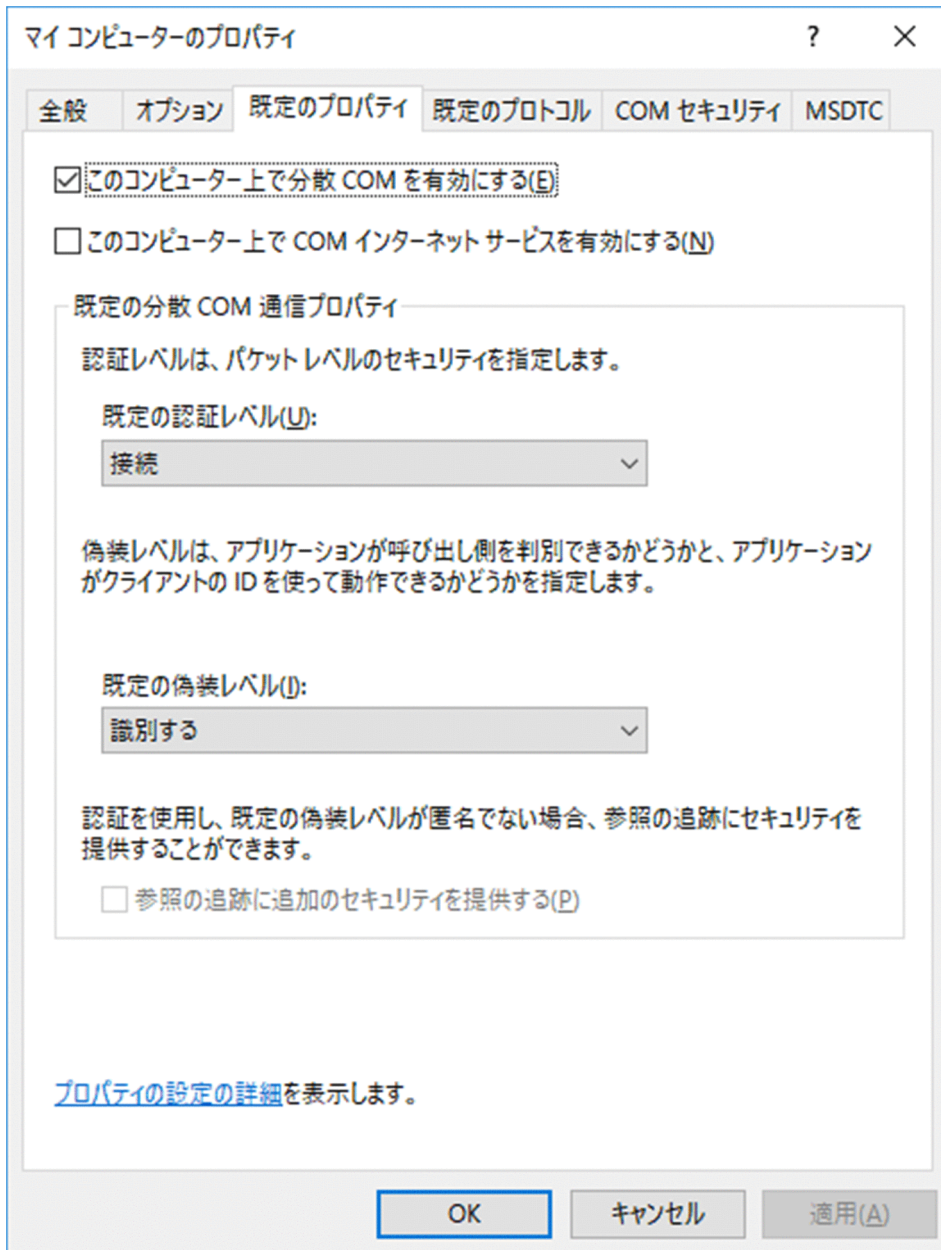 マイ コンピューターのプロパティ
?
全般 オプション 既定のプロパティ 既定のプロトコル COM セキュリティ MSDTC
このコンピューター上で分散 COM を有効にする(E)
このコンピューター上で COM インターネット サービスを有効にする(N)
既定の分散 COM 通信プロパティ
認証レベルは、パケット レベルのセキュリティを指定します。
既定の認証レベル(U):
接続
偽装レベルは、アプリケーションが呼び出し側を判別できるかどうかと、アプリケーション
がクライアントの ID を使って動作できるかどうかを指定します。
既定の偽装レベル(I):
識別する
認証を使用し、既定の偽装レベルが匿名でない場合、参照の追跡にセキュリティを
提供することができます。
参照の追跡に追加のセキュリティを提供する(P)
プロパティの設定の詳細を表示します。
OK キャンセル 適用(A)